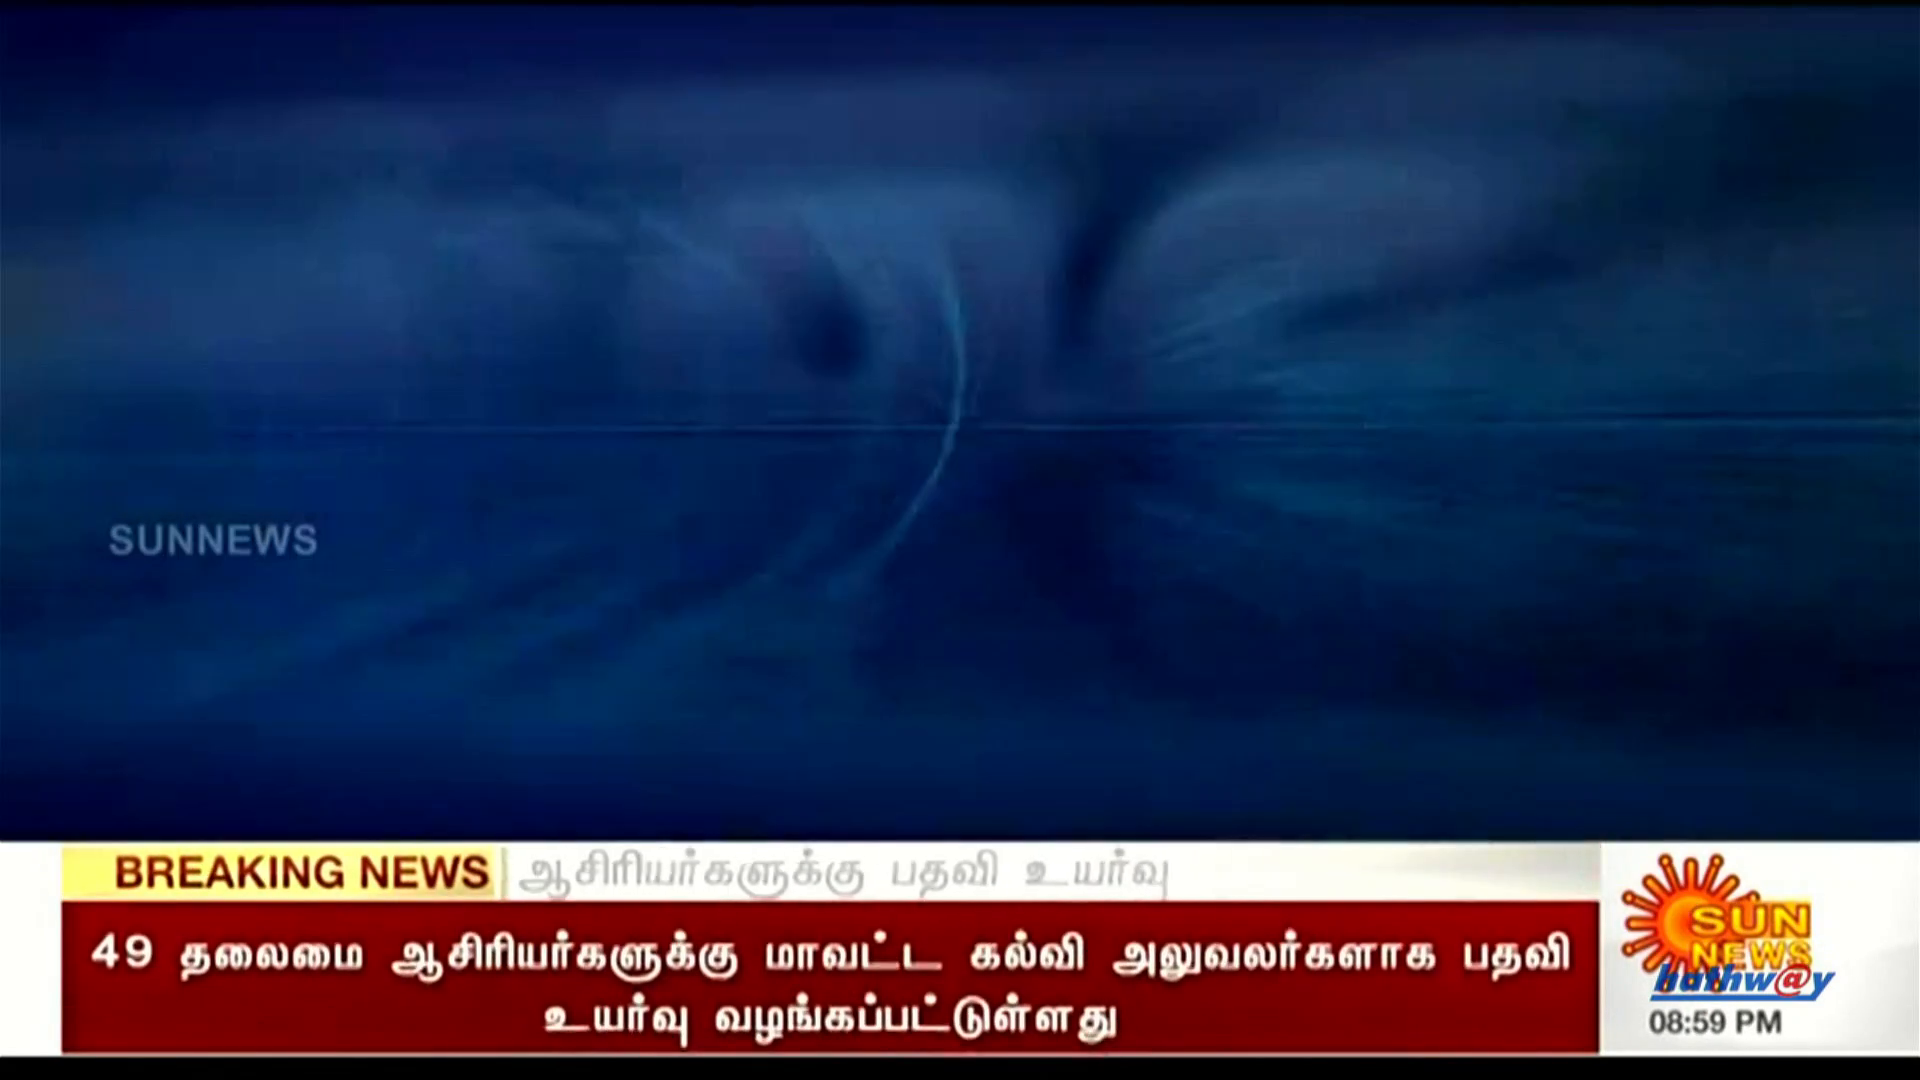 SUNNEWS
BREAKING NEWS ஆசிரியர்களுக்கு பதவி உயர்வு
49 தலைமை ஆசிரியர்களுக்கு மாவட்ட கல்வி அலுவலர்களாக பதவி
உயர்வு வழங்கப்பட்டுள்ளது
SUN
NEWS
hathw@y
08:59 PM